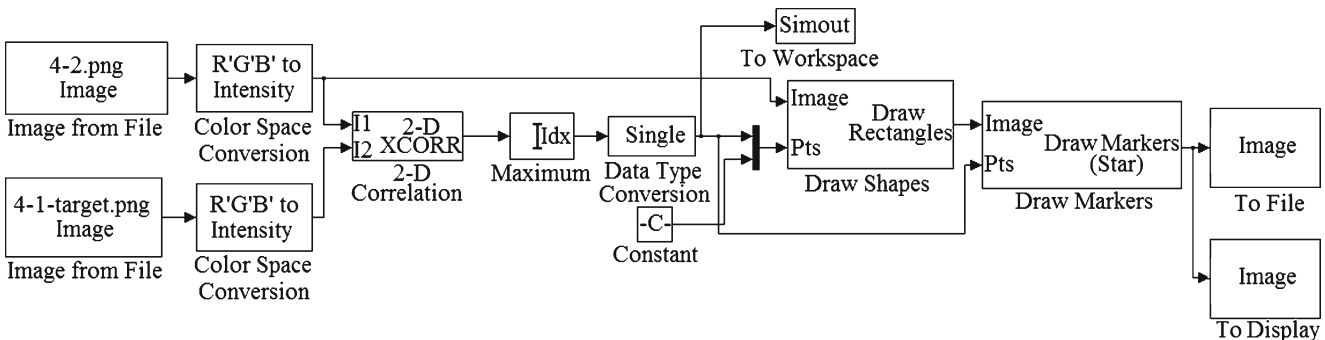 4-2.png
Image
Image from File
R'G'B' to
Intensity
Color Space
Conversion
4-1-target.png
Image
Image from File
R'G'B' to
Intensity
Color Space
Conversion
I1
I2
2-D
XCORR
2-D
Correlation
Idx
Maximum
Single
Data Type
Conversion
-C-
Constant
Simout
To Workspace
Image
Pts
Draw
Rectangles
Draw Shapes
Image
Pts
Draw Markers
(Star)
Draw Markers
Image
To File
Image
To Display